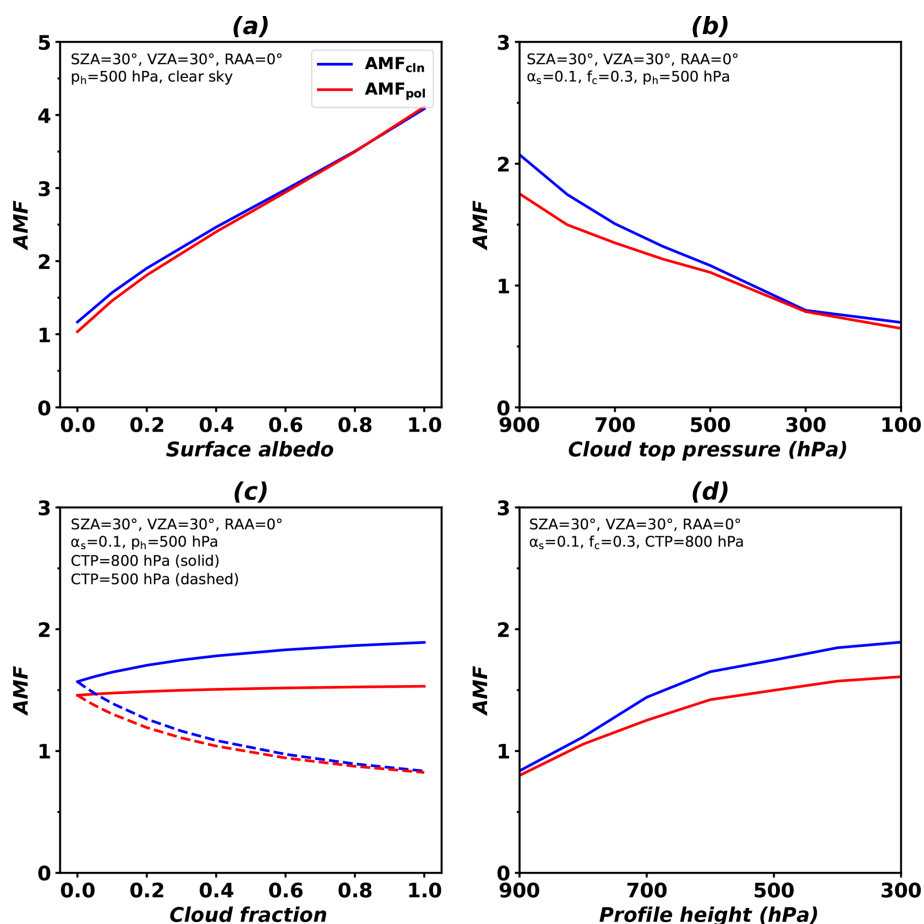 (a)
SZA=30°, VZA=30°, RAA=0°
pₕ=500 hPa, clear sky
AMF_cln
AMF_pol
5
4
3
2
1
0
AMF
0.0 0.2 0.4 0.6 0.8 1.0
Surface albedo
(b)
SZA=30°, VZA=30°, RAA=0°
αₛ=0.1, f_c=0.3, pₕ=500 hPa
3
2
1
0
AMF
900 700 500 300 100
Cloud top pressure (hPa)
(c)
SZA=30°, VZA=30°, RAA=0°
αₛ=0.1, pₕ=500 hPa
CTP=800 hPa (solid)
CTP=500 hPa (dashed)
3
2
1
0
AMF
0.0 0.2 0.4 0.6 0.8 1.0
Cloud fraction
(d)
SZA=30°, VZA=30°, RAA=0°
αₛ=0.1, f_c=0.3, CTP=800 hPa
3
2
1
0
AMF
900 700 500 300
Profile height (hPa)